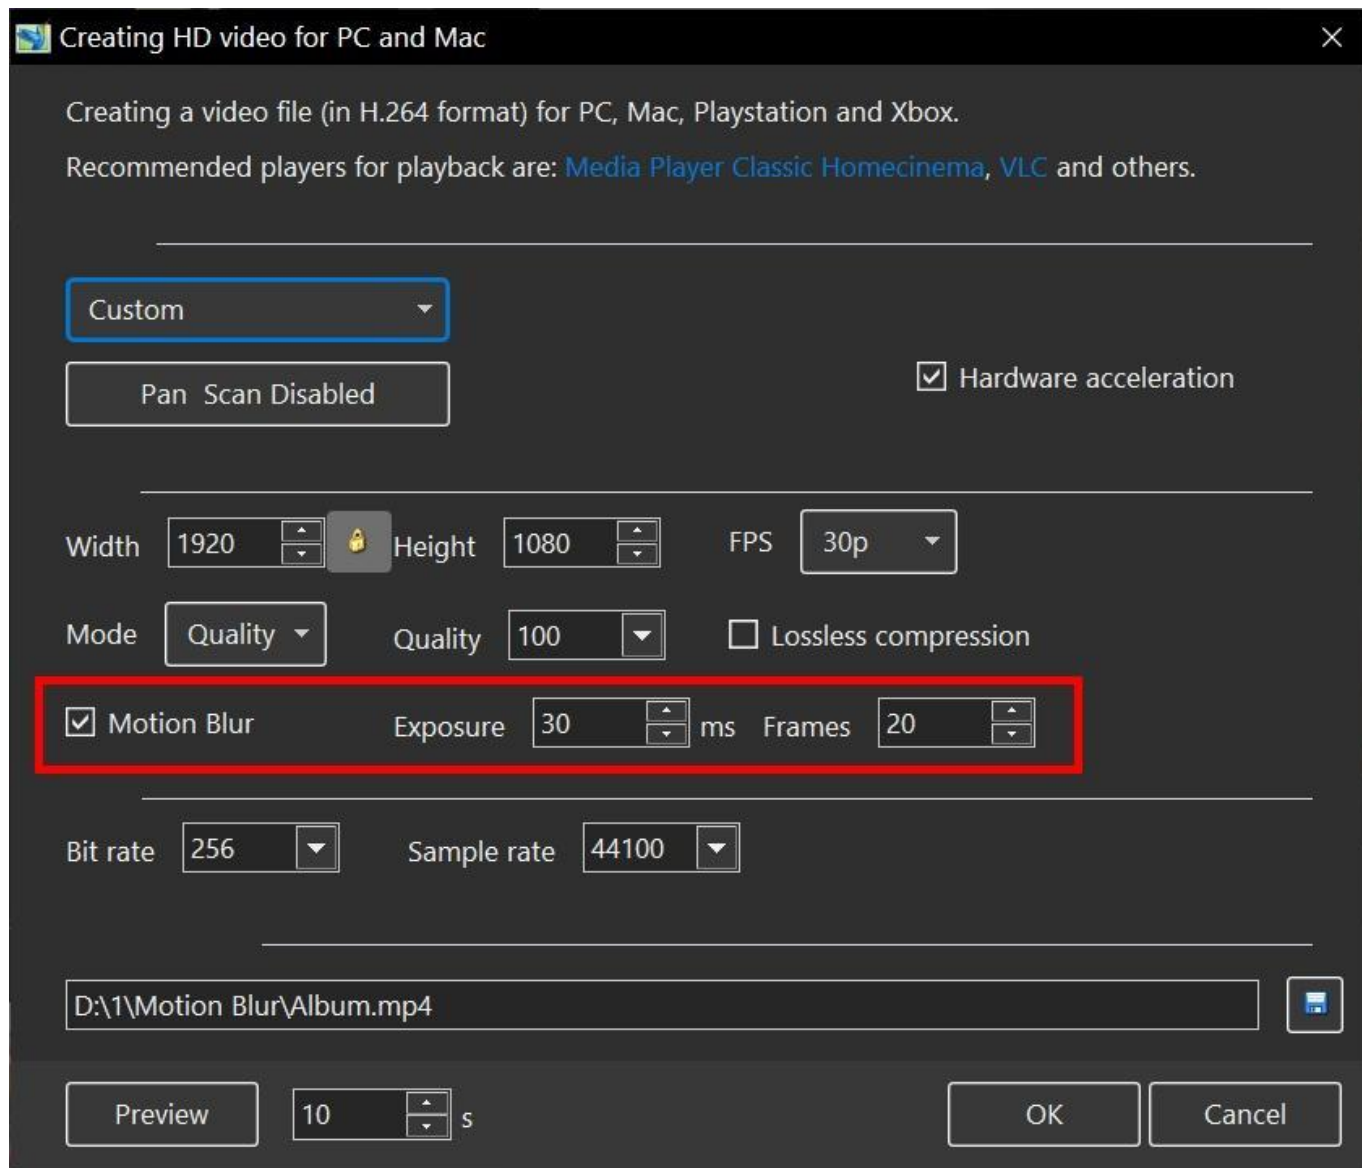 Creating HD video for PC and Mac
Creating a video file (in H.264 format) for PC, Mac, Playstation and Xbox.
Recommended players for playback are: Media Player Classic Homecinema, VLC and others.
Custom
Pan  Scan Disabled
Hardware acceleration
Width 1920 Height 1080 FPS 30p
Mode Quality Quality 100 Lossless compression
Motion Blur Exposure 30 ms Frames 20
Bit rate 256 Sample rate 44100
D:\1\Motion Blur\Album.mp4
Preview 10 s OK Cancel